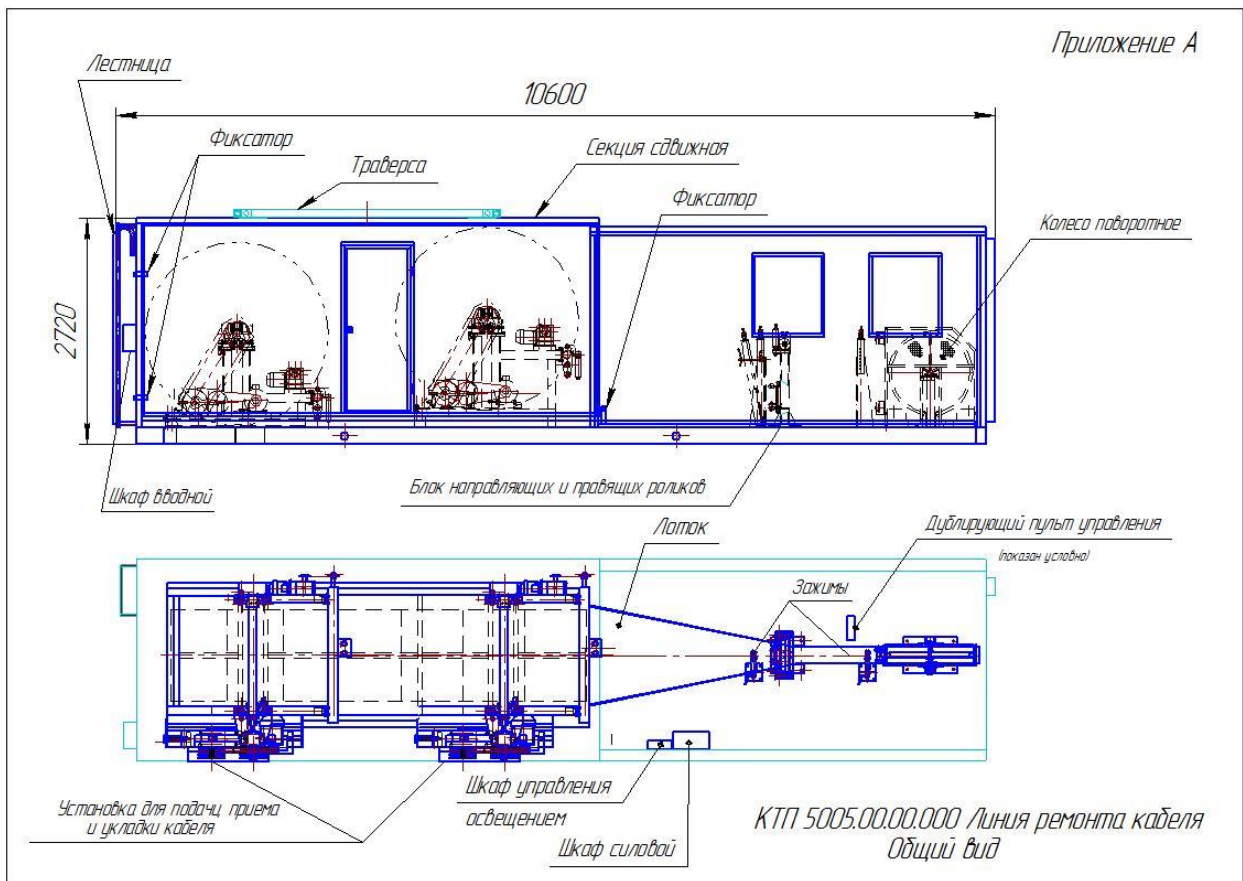 Приложение А
Лестница
10600
Фиксатор
Траверса
Секция сдвижная
Фиксатор
Колесо поворотное
2720
Шкаф вводной
Блок направляющих и правящих роликов
Лоток
Дублирующий пульт управления
(показан условно)
Зажимы
Установка для подачи, приема
и укладки кабеля
Шкаф управления
освещением
Шкаф силовой
КТП 5005.00.00.000 Линия ремонта кабеля
Общий вид